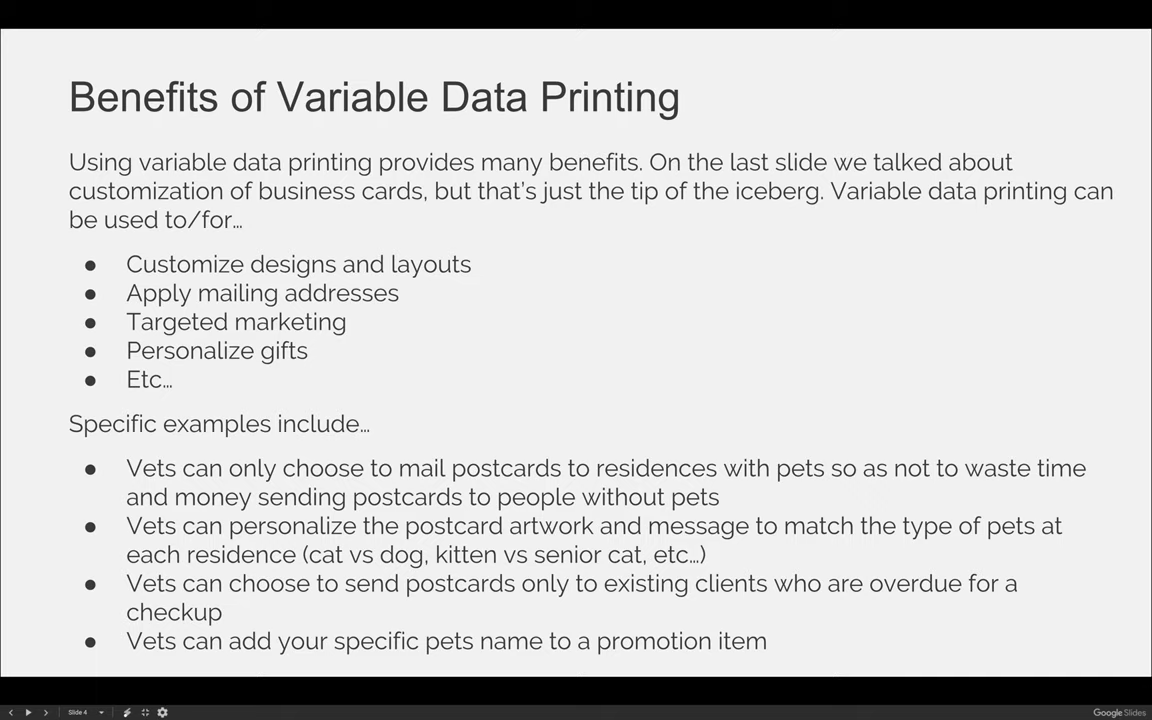 Benefits of Variable Data Printing
Using variable data printing provides many benefits. On the last slide we talked about
customization of business cards, but that's just the tip of the iceberg. Variable data printing can
be used to/for…
● Customize designs and layouts
● Apply mailing addresses
● Targeted marketing
● Personalize gifts
● Etc…
Specific examples include…
● Vets can only choose to mail postcards to residences with pets so as not to waste time
and money sending postcards to people without pets
● Vets can personalize the postcard artwork and message to match the type of pets at
each residence (cat vs dog, kitten vs senior cat, etc…)
● Vets can choose to send postcards only to existing clients who are overdue for a
checkup
● Vets can add your specific pets name to a promotion item
Slide 4
Google Slides